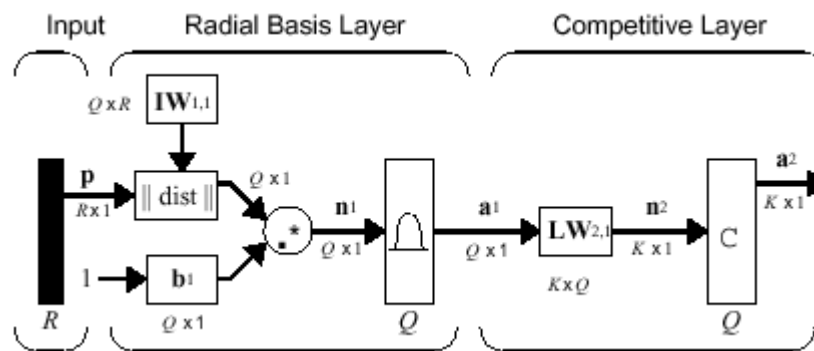 Input Radial Basis Layer Competitive Layer
Q x R IW1,1
p
R x 1
|| dist ||
Q x 1
1 b1
Q x 1
.*
n1
Q x 1
a1
Q x 1
LW2,1
K x Q
n2
K x 1
C
a2
K x 1
R Q Q